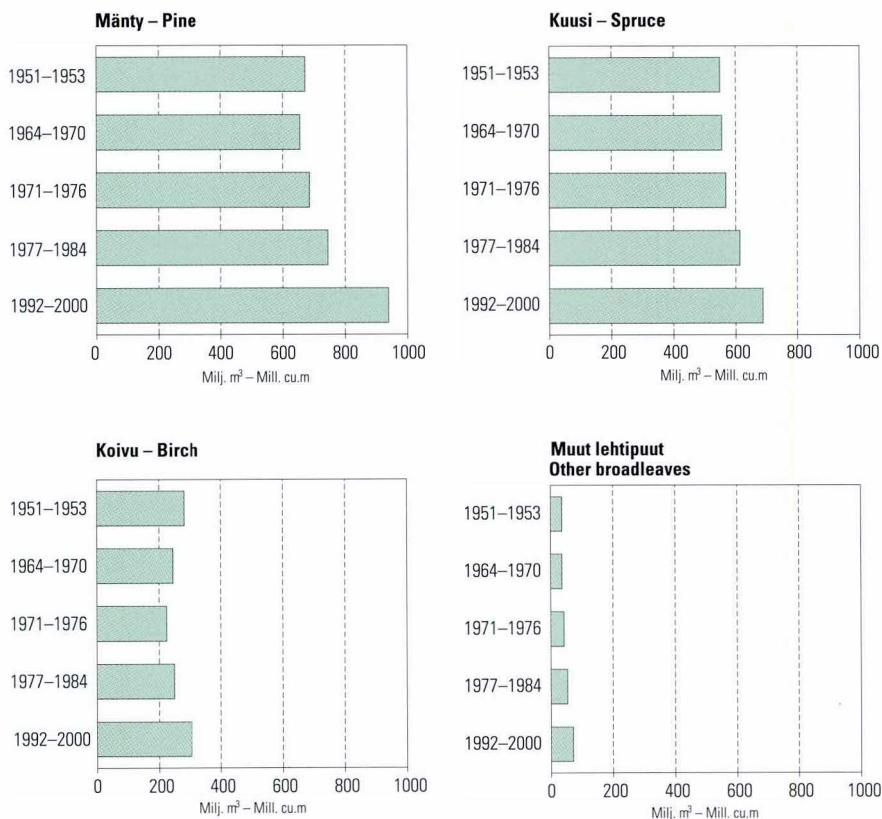 Mänty – Pine
1951–1953
1964–1970
1971–1976
1977–1984
1992–2000
0 200 400 600 800 1000
Milj. m³ – Mill. cu.m
Kuusi – Spruce
1951–1953
1964–1970
1971–1976
1977–1984
1992–2000
0 200 400 600 800 1000
Milj. m³ – Mill. cu.m
Koivu – Birch
1951–1953
1964–1970
1971–1976
1977–1984
1992–2000
0 200 400 600 800 1000
Milj. m³ – Mill. cu.m
Muut lehtipuut
Other broadleaves
1951–1953
1964–1970
1971–1976
1977–1984
1992–2000
0 200 400 600 800 1000
Milj. m³ – Mill. cu.m